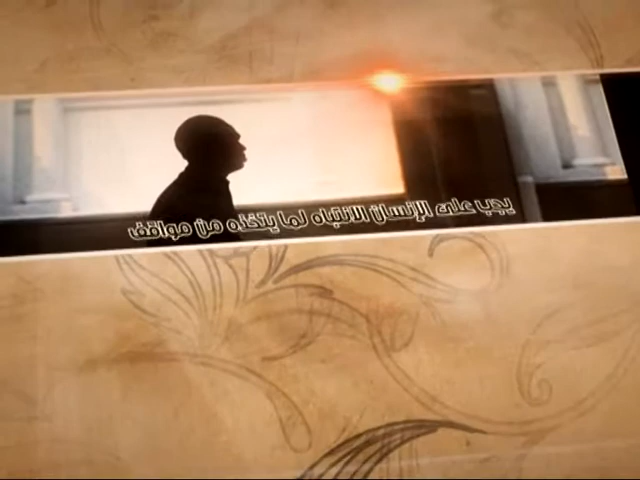 يجب على الإنسان الانتباه لما يتخذه من مواقف